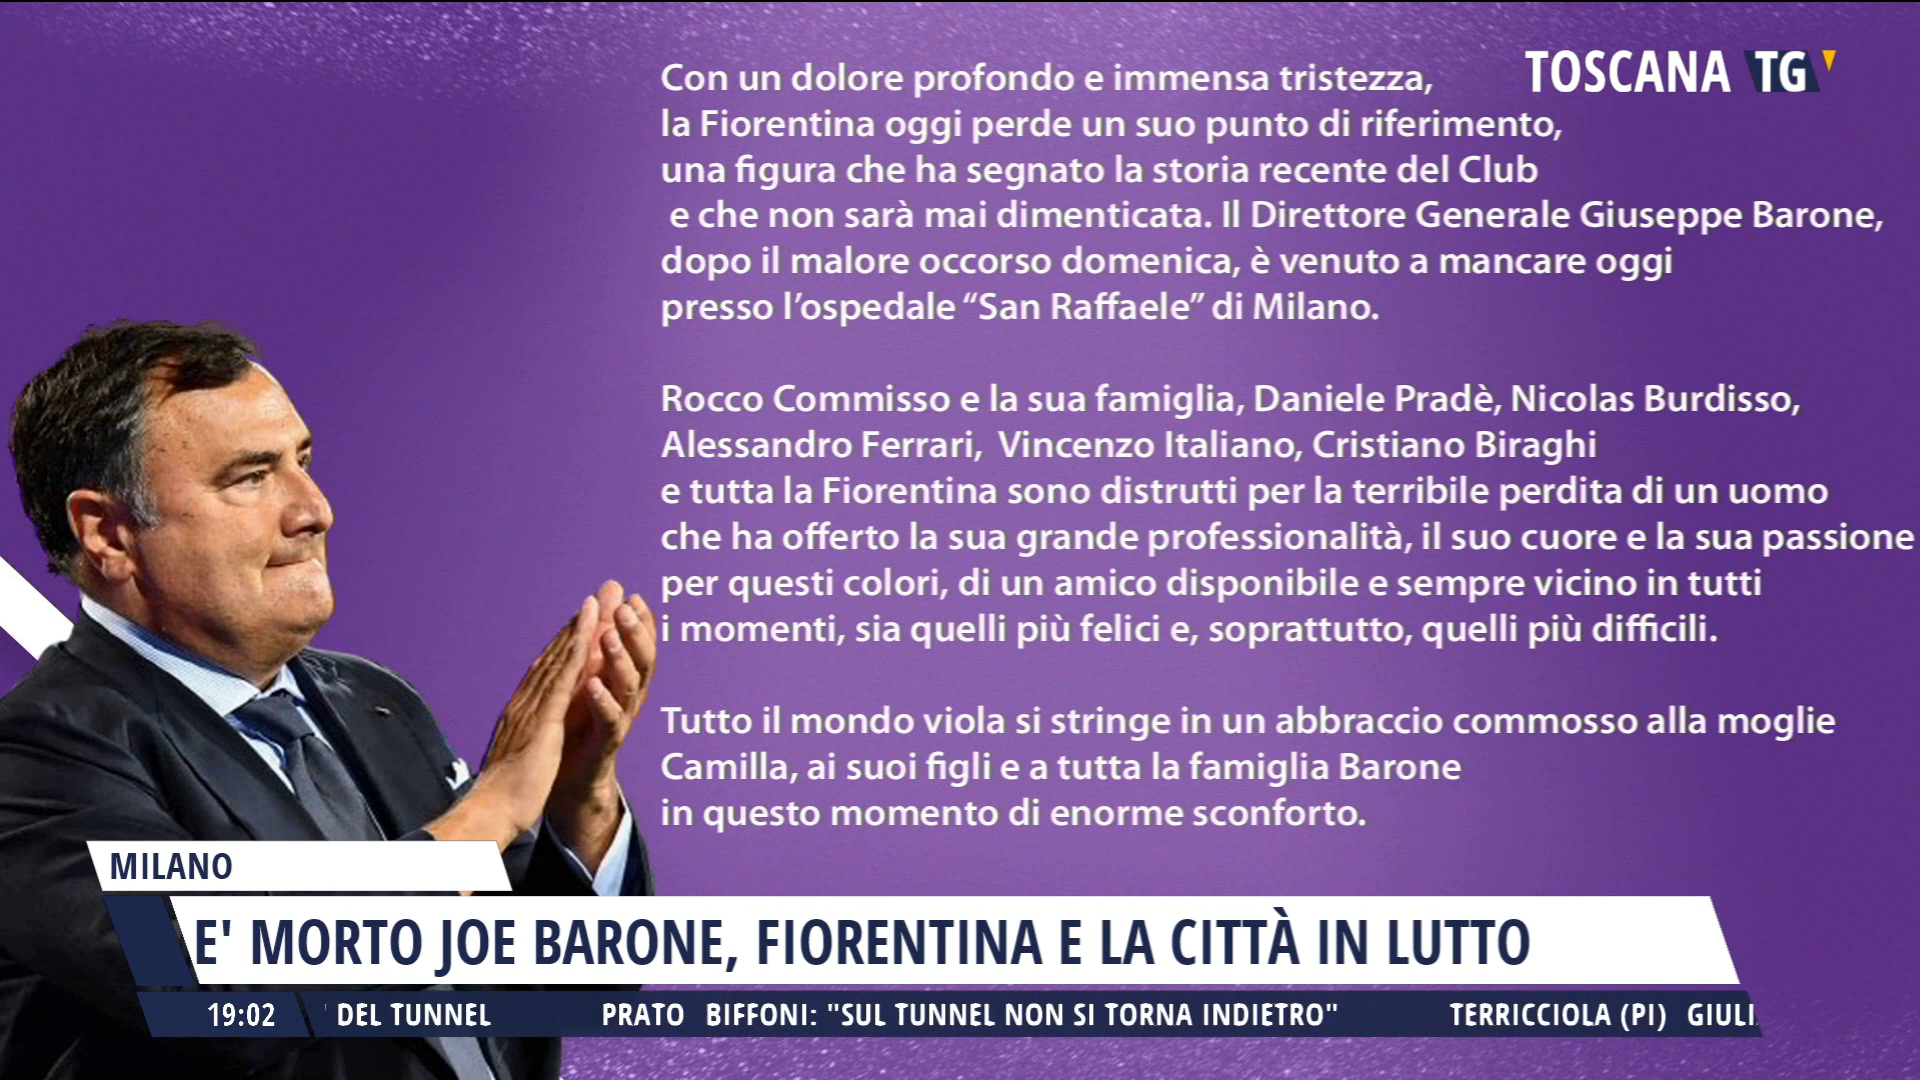 TOSCANA TG
Con un dolore profondo e immensa tristezza,
la Fiorentina oggi perde un suo punto di riferimento,
una figura che ha segnato la storia recente del Club
e che non sarà mai dimenticata. Il Direttore Generale Giuseppe Barone,
dopo il malore occorso domenica, è venuto a mancare oggi
presso l’ospedale “San Raffaele” di Milano.
Rocco Commisso e la sua famiglia, Daniele Pradè, Nicolas Burdisso,
Alessandro Ferrari, Vincenzo Italiano, Cristiano Biraghi
e tutta la Fiorentina sono distrutti per la terribile perdita di un uomo
che ha offerto la sua grande professionalità, il suo cuore e la sua passione
per questi colori, di un amico disponibile e sempre vicino in tutti
i momenti, sia quelli più felici e, soprattutto, quelli più difficili.
Tutto il mondo viola si stringe in un abbraccio commosso alla moglie
Camilla, ai suoi figli e a tutta la famiglia Barone
in questo momento di enorme sconforto.
MILANO
E' MORTO JOE BARONE, FIORENTINA E LA CITTÀ IN LUTTO
19:02 DEL TUNNEL PRATO BIFFONI: "SUL TUNNEL NON SI TORNA INDIETRO" TERRICCIOLA (PI) GIULI